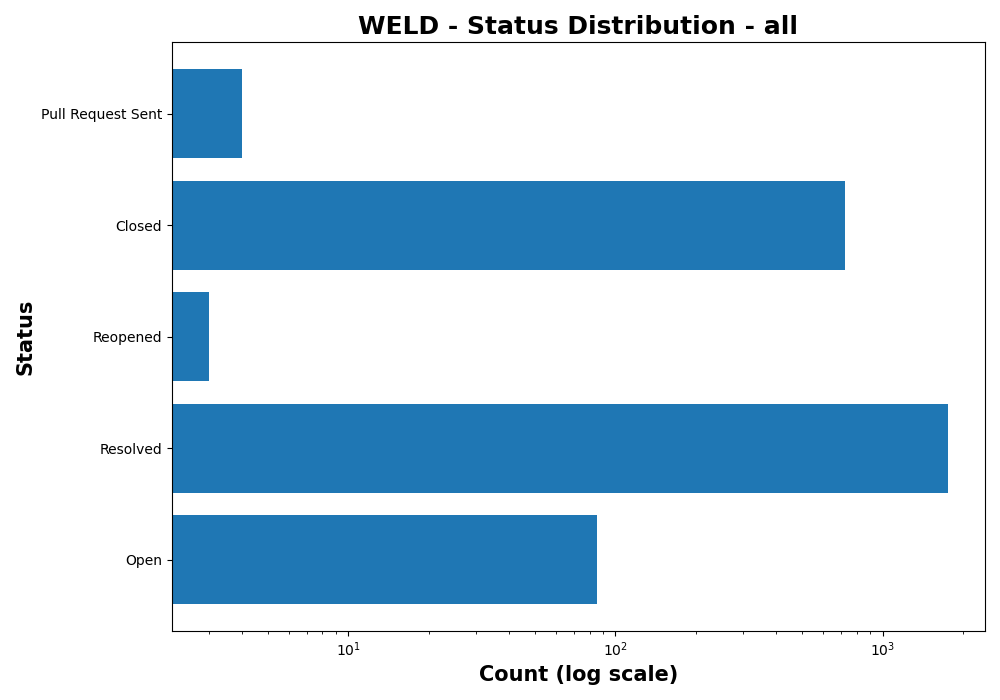 WELD - Status Distribution - all
Status
Pull Request Sent
Closed
Reopened
Resolved
Open
10¹
10²
10³
Count (log scale)